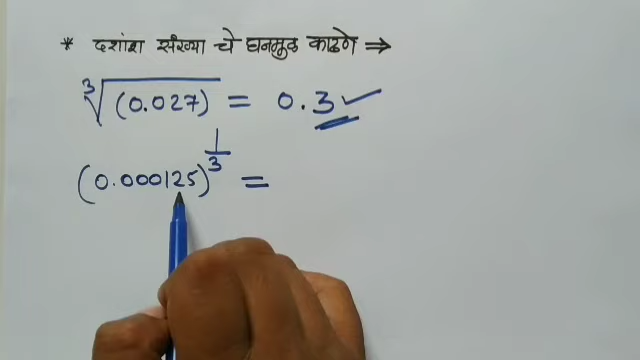 * दशांश संख्या चे घनमुळ काढणे ⇒
∛(0.027) = 0.3 ✓
(0.000125)^(1/3) =